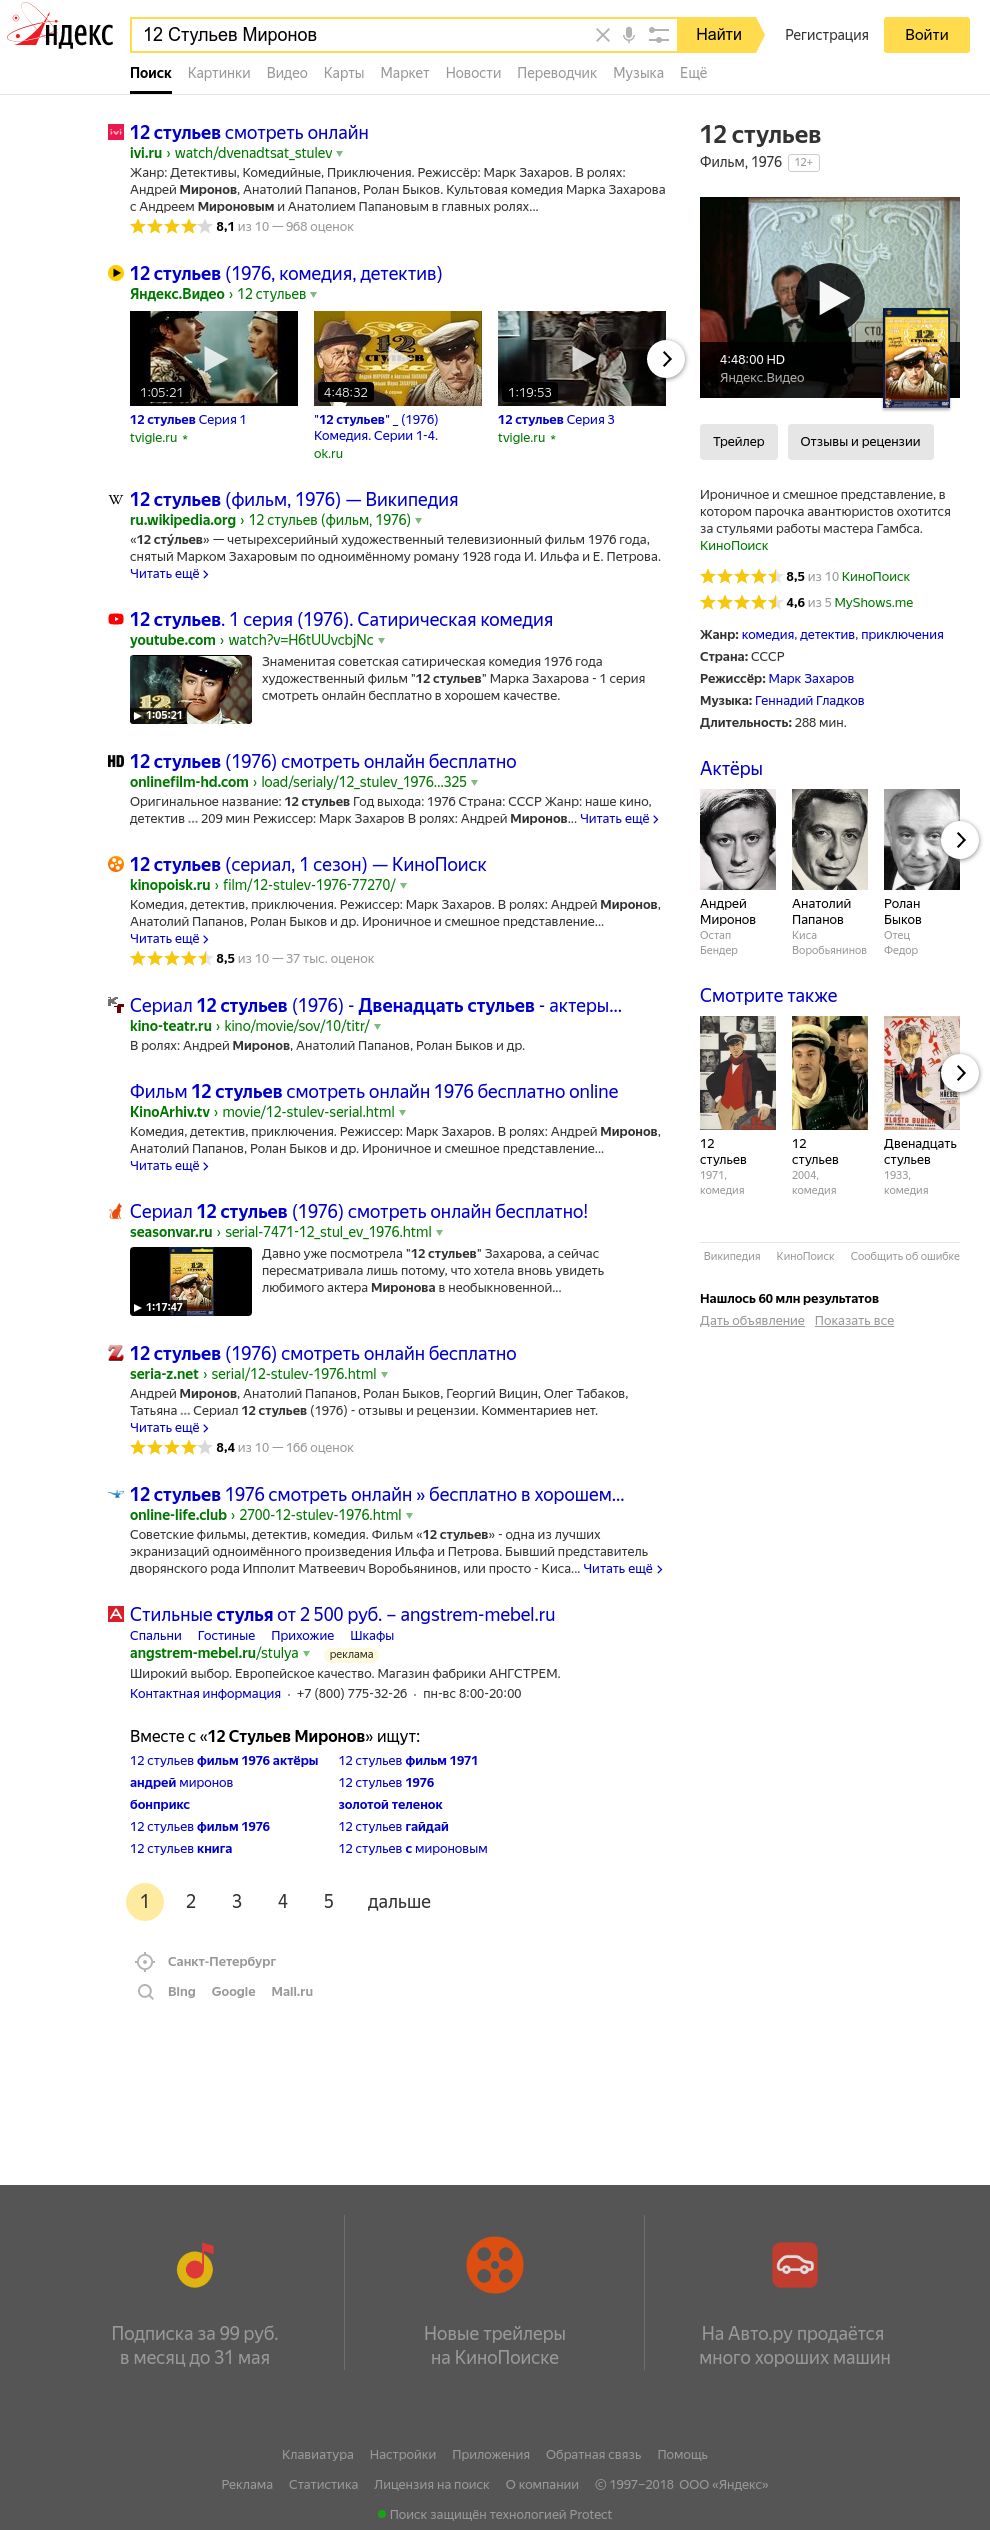 Яндекс
12 Стульев Миронов
Найти
Регистрация
Войти
Поиск Картинки Видео Карты Маркет Новости Переводчик Музыка Ещё
12 стульев смотреть онлайн
ivi.ru › watch/dvenadtsat_stulev
Жанр: Детективы, Комедийные, Приключения. Режиссёр: Марк Захаров. В ролях:
Андрей Миронов, Анатолий Папанов, Ролан Быков. Культовая комедия Марка Захарова
с Андреем Мироновым и Анатолием Папановым в главных ролях...
8,1 из 10 — 968 оценок
12 стульев (1976, комедия, детектив)
Яндекс.Видео › 12 стульев
1:05:21
4:48:32
1:19:53
12 стульев Серия 1
tvigle.ru
"12 стульев" _ (1976)
Комедия. Серии 1-4.
ok.ru
12 стульев Серия 3
tvigle.ru
12 стульев (фильм, 1976) — Википедия
ru.wikipedia.org › 12 стульев (фильм, 1976)
«12 сту́льев» — четырехсерийный художественный телевизионный фильм 1976 года,
снятый Марком Захаровым по одноимённому роману 1928 года И. Ильфа и Е. Петрова.
Читать ещё
12 стульев. 1 серия (1976). Сатирическая комедия
youtube.com › watch?v=H6tUUvcbjNc
1:05:21
Знаменитая советская сатирическая комедия 1976 года
художественный фильм "12 стульев" Марка Захарова - 1 серия
смотреть онлайн бесплатно в хорошем качестве.
HD
12 стульев (1976) смотреть онлайн бесплатно
onlinefilm-hd.com › load/serialy/12_stulev_1976...325
Оригинальное название: 12 стульев Год выхода: 1976 Страна: СССР Жанр: наше кино,
детектив ... 209 мин Режиссер: Марк Захаров В ролях: Андрей Миронов... Читать ещё
12 стульев (сериал, 1 сезон) — КиноПоиск
kinopoisk.ru › film/12-stulev-1976-77270/
Комедия, детектив, приключения. Режиссер: Марк Захаров. В ролях: Андрей Миронов,
Анатолий Папанов, Ролан Быков и др. Ироничное и смешное представление...
Читать ещё
8,5 из 10 — 37 тыс. оценок
Сериал 12 стульев (1976) - Двенадцать стульев - актеры...
kino-teatr.ru › kino/movie/sov/10/titr/
В ролях: Андрей Миронов, Анатолий Папанов, Ролан Быков и др.
Фильм 12 стульев смотреть онлайн 1976 бесплатно online
KinoArhiv.tv › movie/12-stulev-serial.html
Комедия, детектив, приключения. Режиссер: Марк Захаров. В ролях: Андрей Миронов,
Анатолий Папанов, Ролан Быков и др. Ироничное и смешное представление...
Читать ещё
Сериал 12 стульев (1976) смотреть онлайн бесплатно!
seasonvar.ru › serial-7471-12_stul_ev_1976.html
1:17:47
Давно уже посмотрела "12 стульев" Захарова, а сейчас
пересматривала лишь потому, что хотела вновь увидеть
любимого актера Миронова в необыкновенной...
12 стульев (1976) смотреть онлайн бесплатно
seria-z.net › serial/12-stulev-1976.html
Андрей Миронов, Анатолий Папанов, Ролан Быков, Георгий Вицин, Олег Табаков,
Татьяна ... Сериал 12 стульев (1976) - отзывы и рецензии. Комментариев нет.
Читать ещё
8,4 из 10 — 166 оценок
12 стульев 1976 смотреть онлайн » бесплатно в хорошем...
online-life.club › 2700-12-stulev-1976.html
Советские фильмы, детектив, комедия. Фильм «12 стульев» - одна из лучших
экранизаций одноимённого произведения Ильфа и Петрова. Бывший представитель
дворянского рода Ипполит Матвеевич Воробьянинов, или просто - Киса... Читать ещё
Стильные стулья от 2 500 руб. – angstrem-mebel.ru
Спальни Гостиные Прихожие Шкафы
angstrem-mebel.ru/stulya реклама
Широкий выбор. Европейское качество. Магазин фабрики АНГСТРЕМ.
Контактная информация · +7 (800) 775-32-26 · пн-вс 8:00-20:00
Вместе с «12 Стульев Миронов» ищут:
12 стульев фильм 1976 актёры 12 стульев фильм 1971
андрей миронов 12 стульев 1976
бонприкс золотой теленок
12 стульев фильм 1976 12 стульев гайдай
12 стульев книга 12 стульев с мироновым
1 2 3 4 5 дальше
Санкт-Петербург
Bing Google Mail.ru
12 стульев
Фильм, 1976 12+
4:48:00 HD
Яндекс.Видео
Трейлер
Отзывы и рецензии
Ироничное и смешное представление, в
котором парочка авантюристов охотится
за стульями работы мастера Гамбса.
КиноПоиск
8,5 из 10 КиноПоиск
4,6 из 5 MyShows.me
Жанр: комедия, детектив, приключения
Страна: СССР
Режиссёр: Марк Захаров
Музыка: Геннадий Гладков
Длительность: 288 мин.
Актёры
Андрей
Миронов
Остап
Бендер
Анатолий
Папанов
Киса
Воробьянинов
Ролан
Быков
Отец
Федор
Смотрите также
12
стульев
1971,
комедия
12
стульев
2004,
комедия
Двенадцать
стульев
1933,
комедия
Википедия КиноПоиск Сообщить об ошибке
Нашлось 60 млн результатов
Дать объявление Показать все
Подписка за 99 руб.
в месяц до 31 мая
Новые трейлеры
на КиноПоиске
На Авто.ру продаётся
много хороших машин
Клавиатура Настройки Приложения Обратная связь Помощь
Реклама Статистика Лицензия на поиск О компании © 1997–2018 ООО «Яндекс»
Поиск защищён технологией Protect